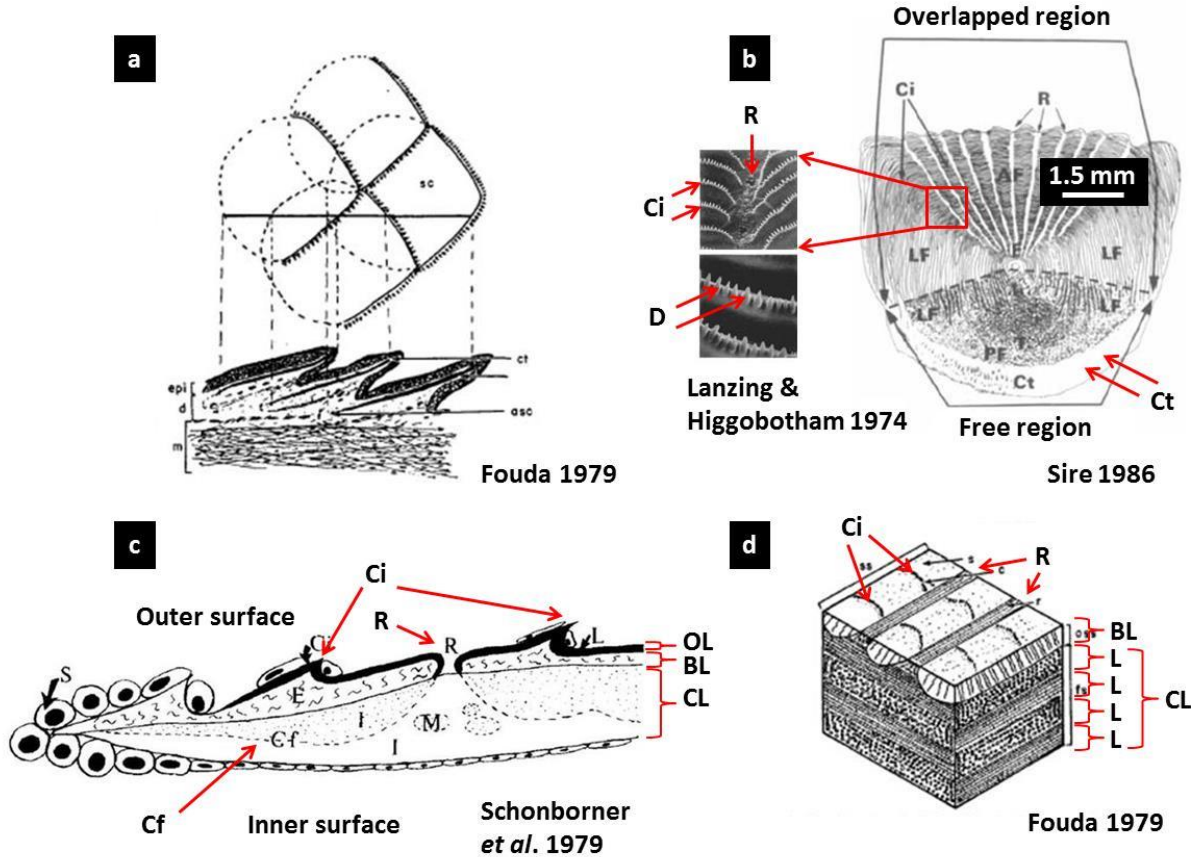 a
sc
ct
epi
d
asc
m
Fouda 1979
b
Overlapped region
Ci
R
R
AF
1.5 mm
Ci
LF
LF
F
D
LF
LF
T
PF
Ct
Ct
Lanzing &
Higgobotham 1974
Free region
Sire 1986
c
Ci
Outer surface
R
Ci
R
L
OL
BL
CL
S
E
I
M
Cf
I
Cf
Inner surface
Schonborner
et al. 1979
d
Ci
R
s
c
ss
r
BL
oss
L
L
fs
CL
L
L
Fouda 1979